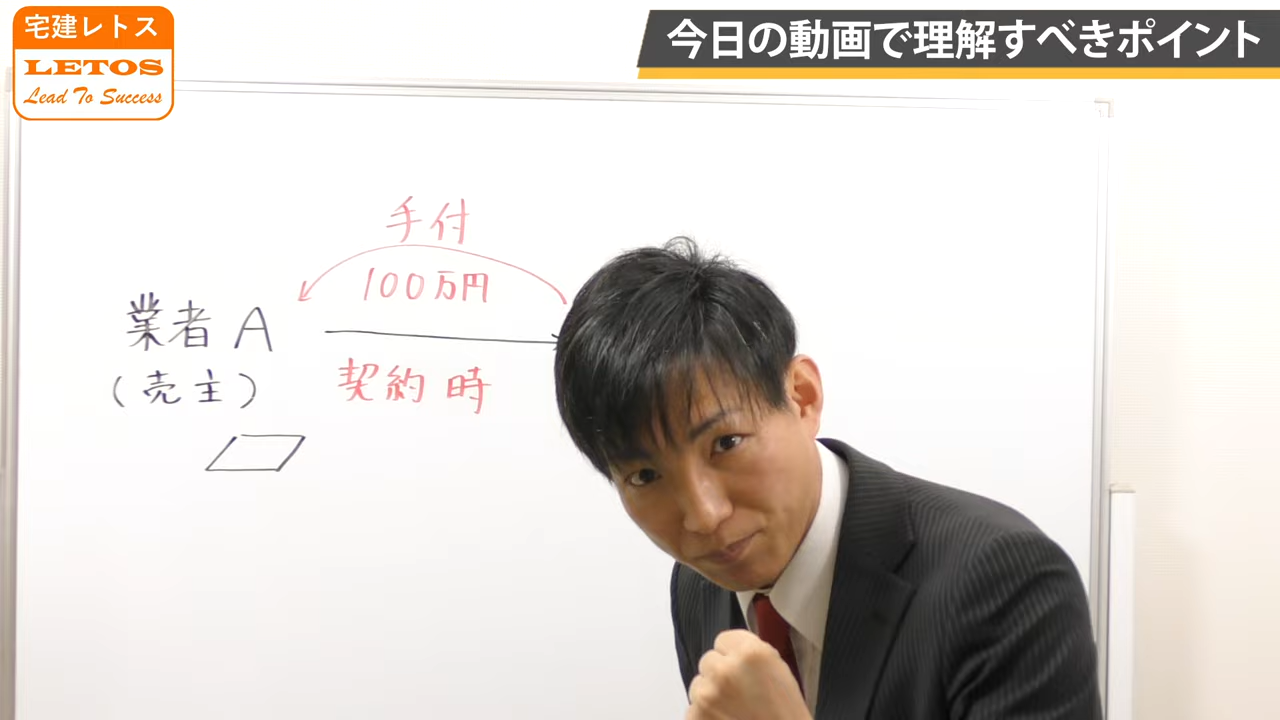 宅建レトス
LETOS
Lead To Success
今日の動画で理解すべきポイント
手付
100万円
業者A
(売主)
契約時